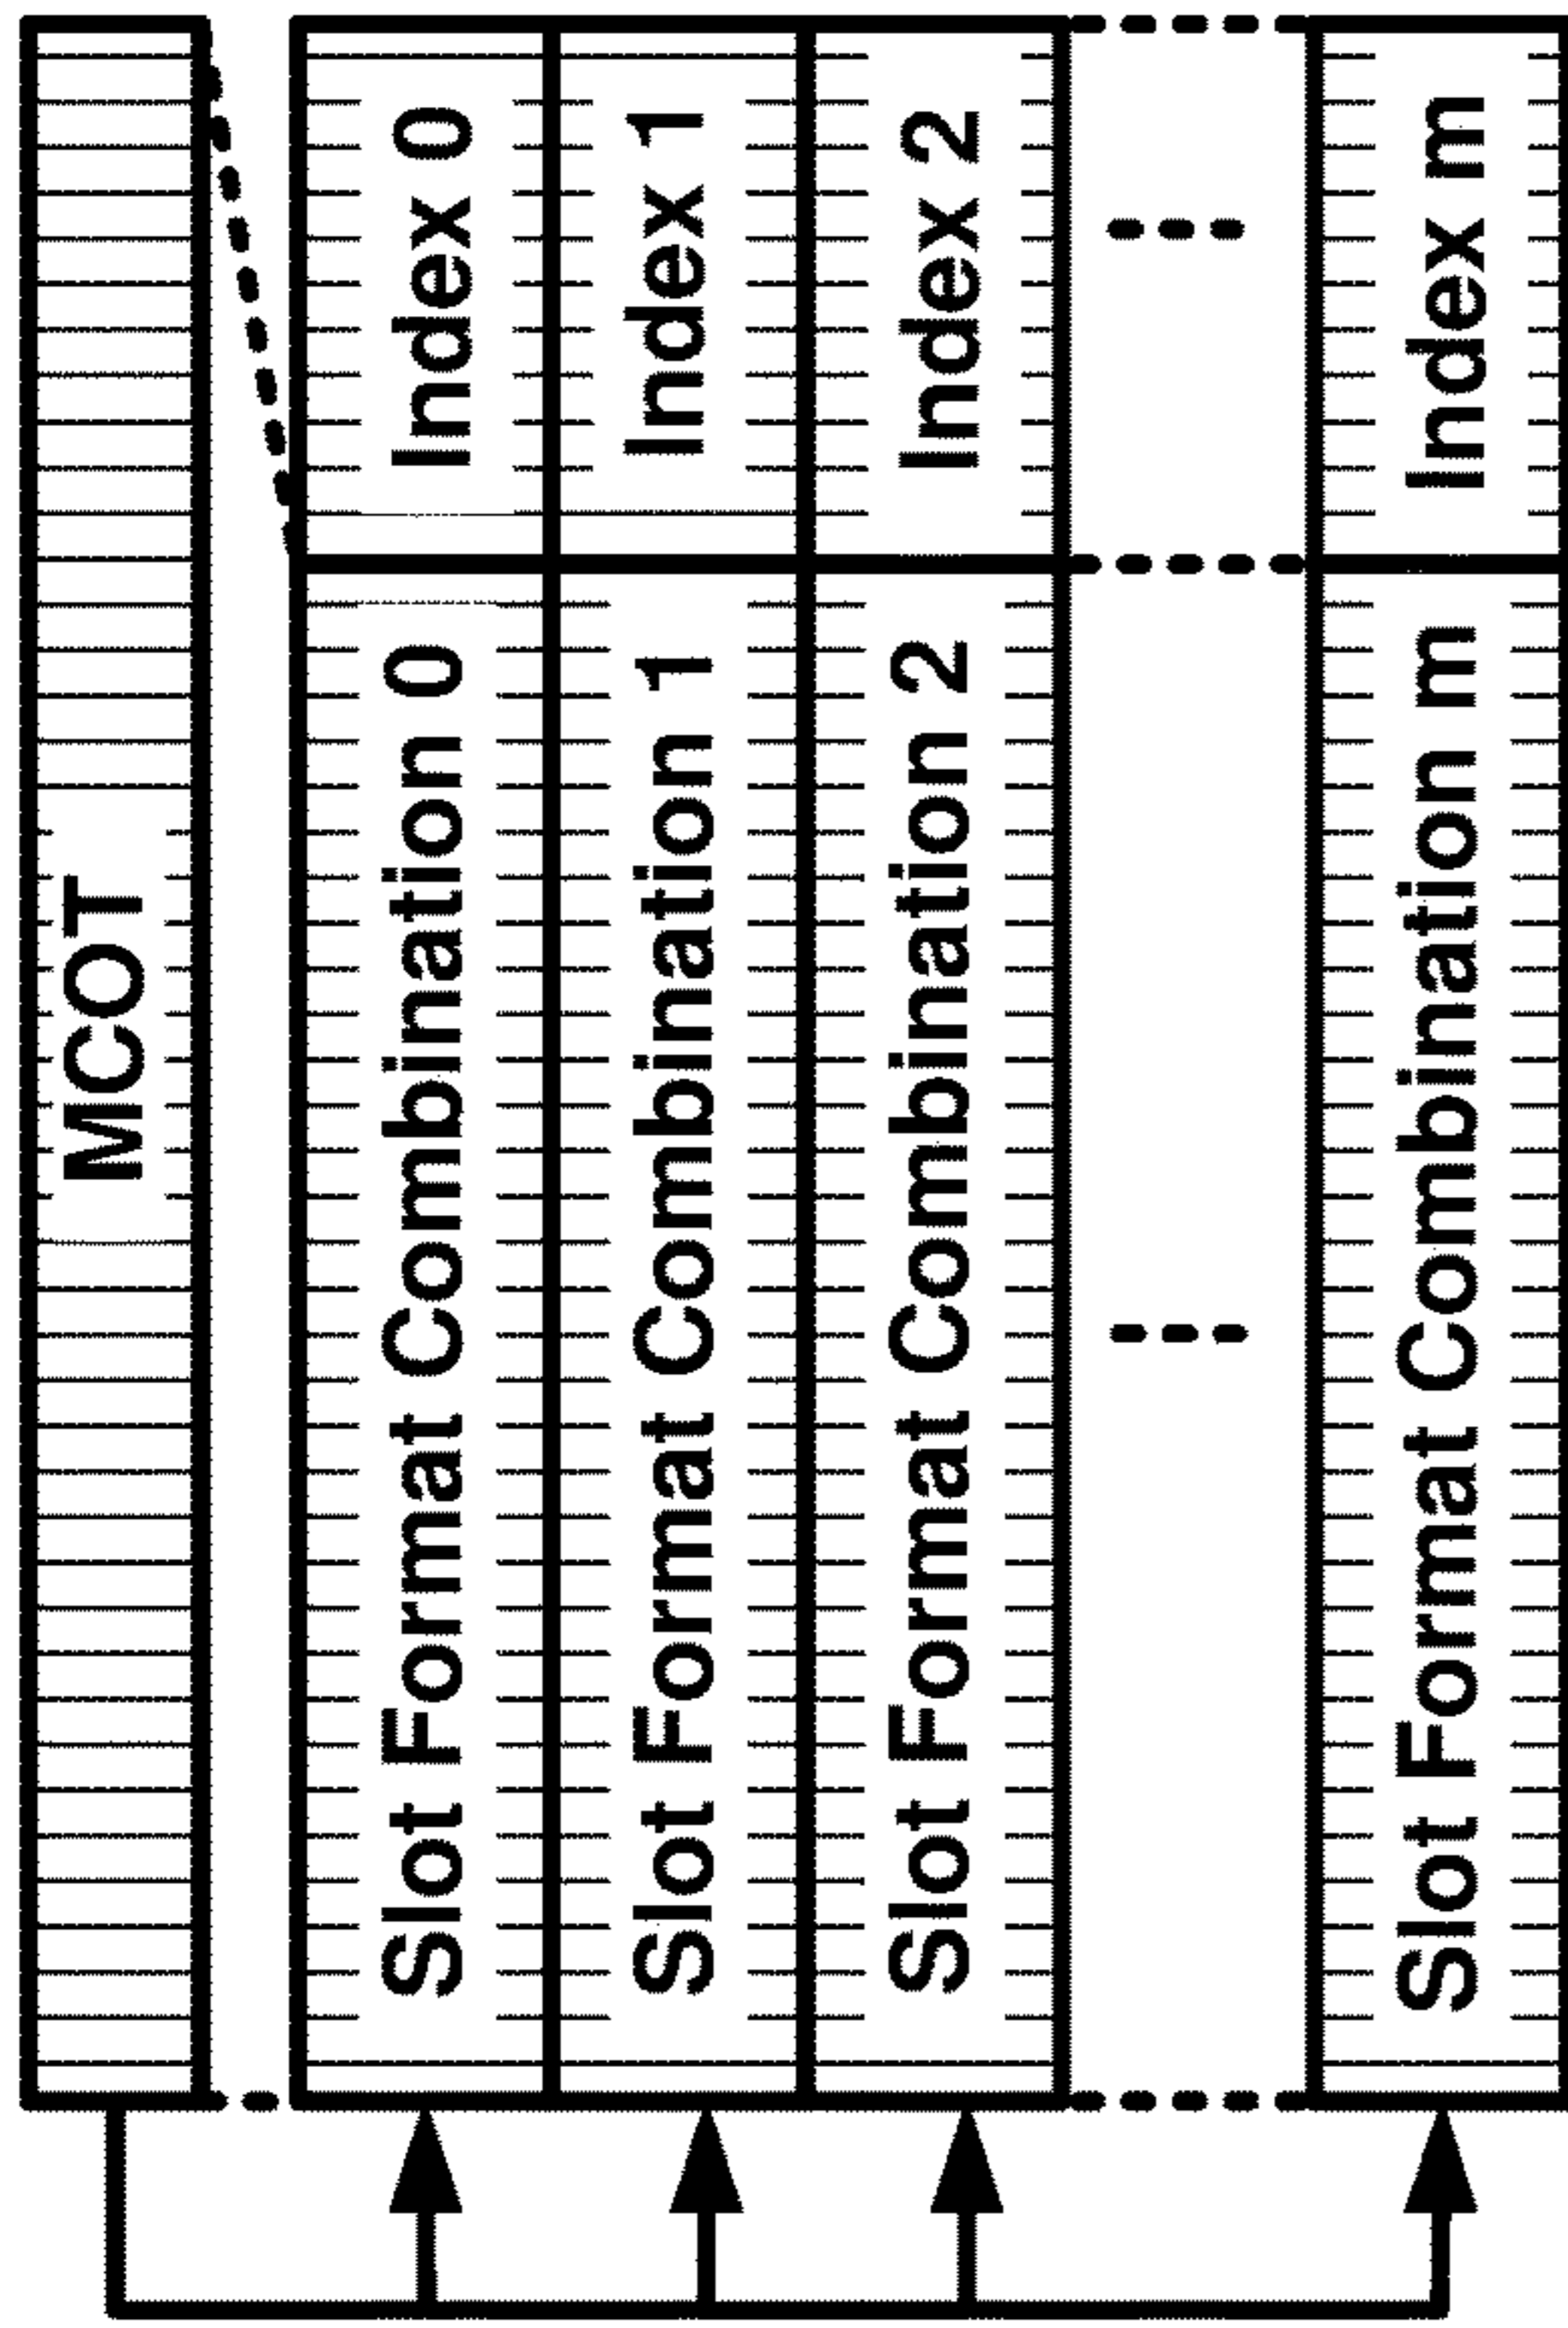 MCOT
Slot Format Combination 0 Index 0
Slot Format Combination 1 Index 1
Slot Format Combination 2 Index 2
Slot Format Combination m Index m